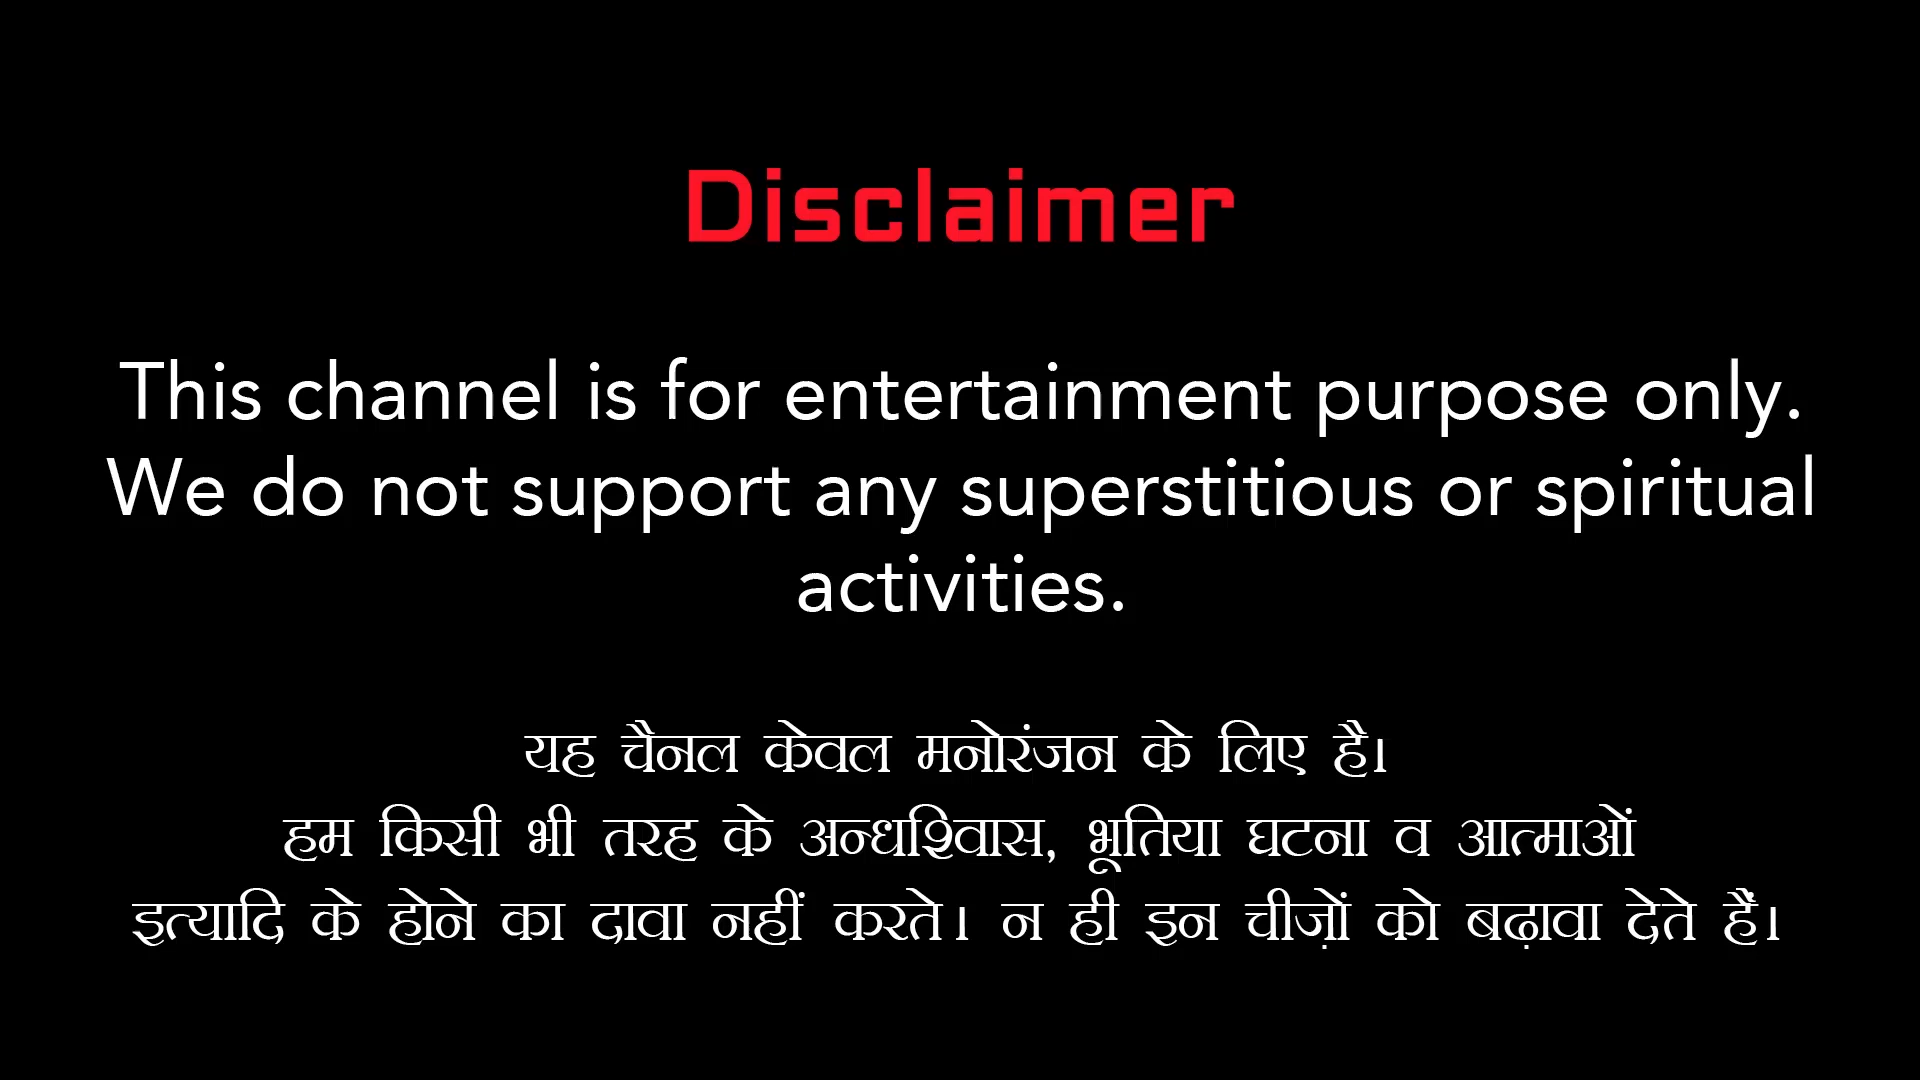 Disclaimer
This channel is for entertainment purpose only.
We do not support any superstitious or spiritual
activities.
यह चैनल केवल मनोरंजन के लिए है।
हम किसी भी तरह के अन्धश्विास, भूतिया घटना व आत्माओं
इत्यादि के होने का दावा नहीं करते। न ही इन चीज़ों को बढ़ावा देते हैं।